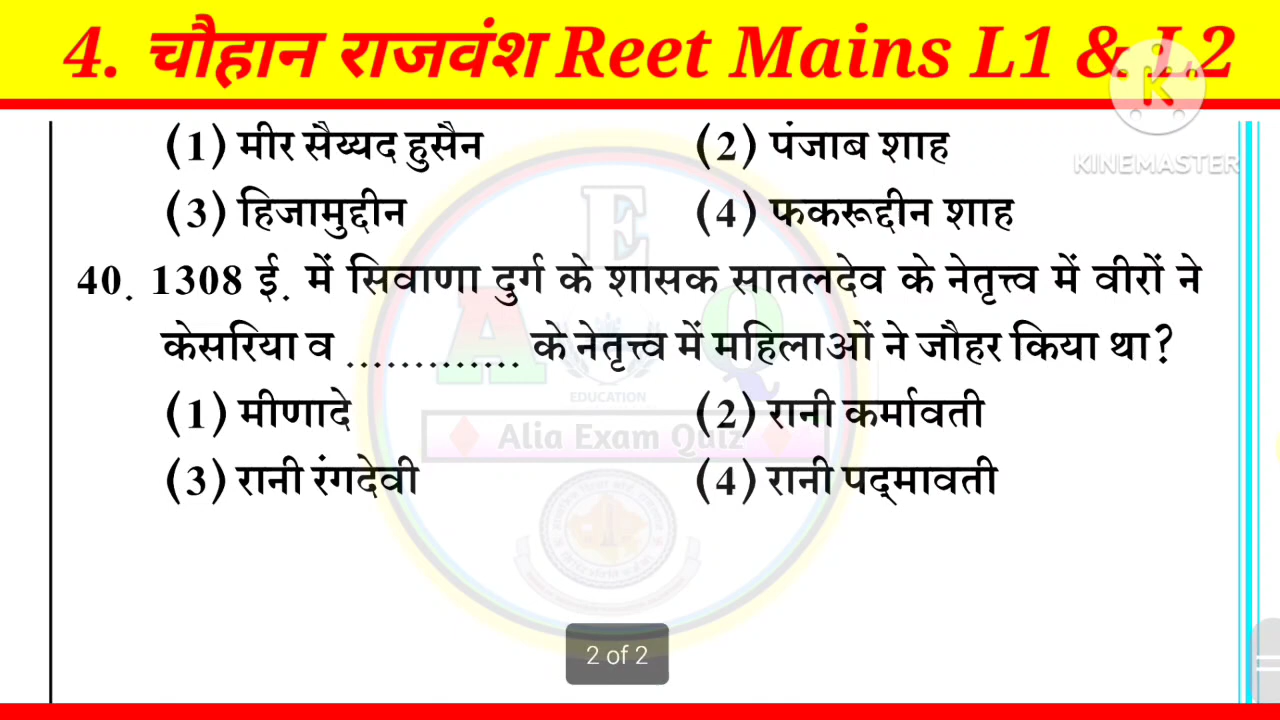 4. चौहान राजवंश Reet Mains L1 & L2
KINEMASTER
(1) मीर सैय्यद हुसैन (2) पंजाब शाह
(3) हिजामुद्दीन (4) फकरूद्दीन शाह
40. 1308 ई. में सिवाणा दुर्ग के शासक सातलदेव के नेतृत्त्व में वीरों ने
केसरिया व ............. के नेतृत्त्व में महिलाओं ने जौहर किया था?
(1) मीणादे (2) रानी कर्मावती
(3) रानी रंगदेवी (4) रानी पद्‌मावती
E
A Q
EDUCATION
Alia Exam Quiz
2 of 2